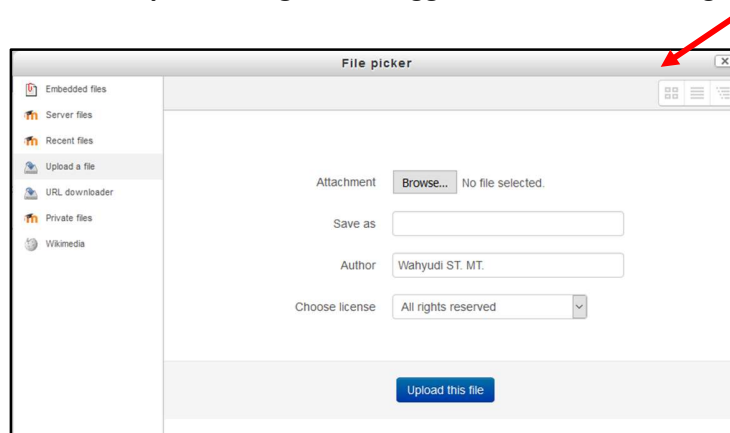 File picker
Embedded files
Server files
Recent files
Upload a file
URL downloader
Private files
Wikimedia
Attachment Browse... No file selected.
Save as
Author Wahyudi ST. MT.
Choose license All rights reserved
Upload this file